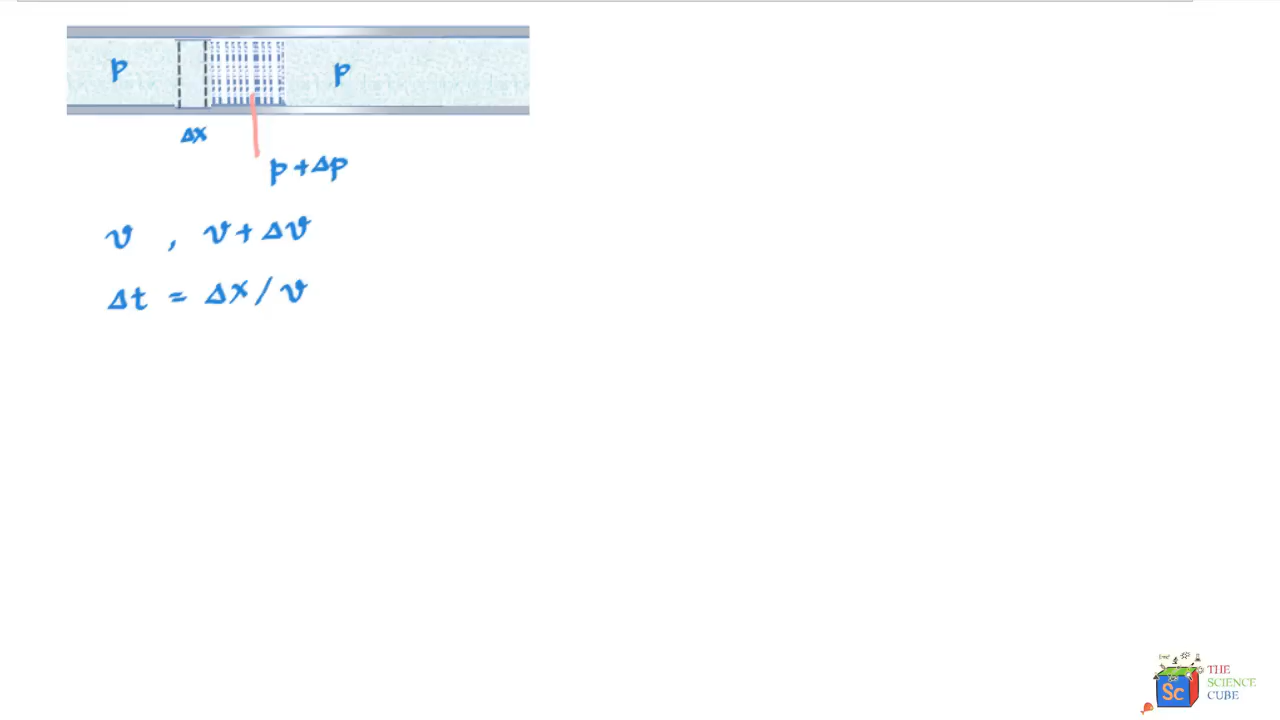 p p
Δx
p + Δp
v , v + Δv
Δt = Δx / v
Sc
THE
SCIENCE
CUBE